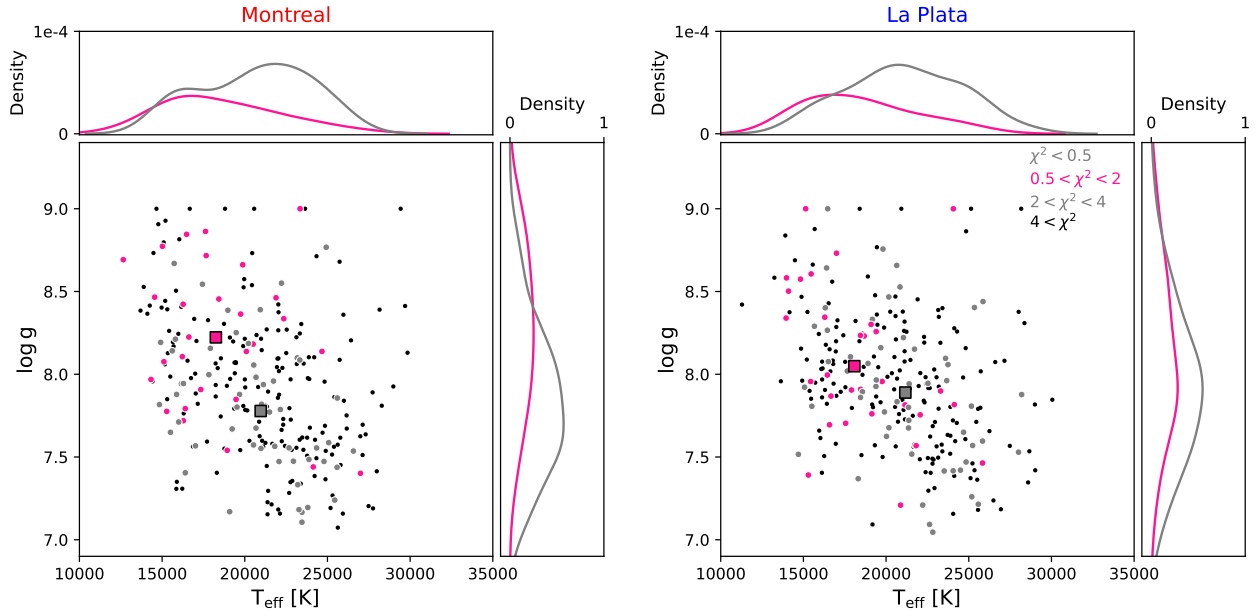 Montreal
1e-4
Density
0
Density
0 1
log g
9.0
8.5
8.0
7.5
7.0
10000 15000 20000 25000 30000 35000
T_eff [K]
La Plata
1e-4
Density
0
Density
0 1
χ² < 0.5
0.5 < χ² < 2
2 < χ² < 4
4 < χ²
log g
9.0
8.5
8.0
7.5
7.0
10000 15000 20000 25000 30000 35000
T_eff [K]